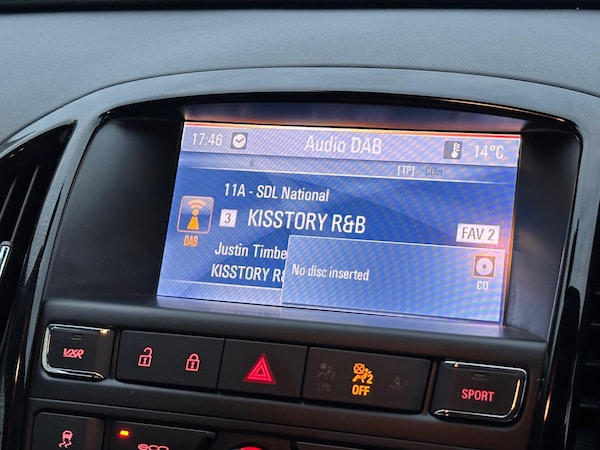 17:46 Audio DAB 14°C
[TP]
11A - SDL National
3 KISSTORY R&B FAV 2
DAB
Justin Timbe
KISSTORY R
No disc inserted
CD
VXR
ON
2
OFF
SPORT